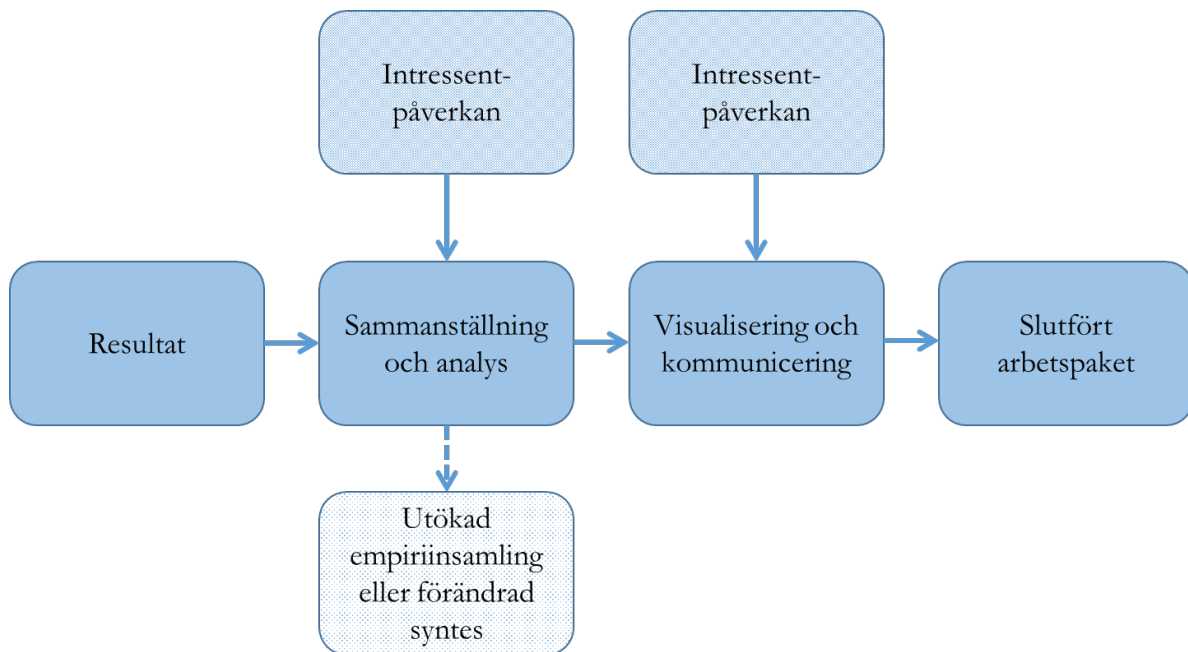 Intressent-
påverkan
Intressent-
påverkan
Resultat
Sammanställning
och analys
Visualisering och
kommunicering
Slutfört
arbetspaket
Utökad
empiriinsamling
eller förändrad
syntes